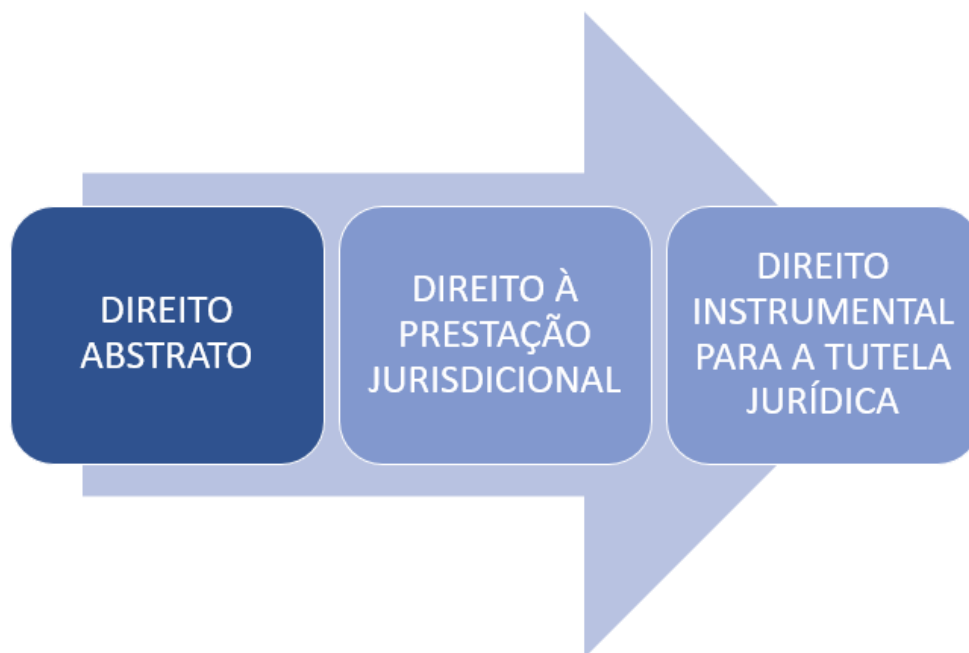 DIREITO
ABSTRATO
DIREITO À
PRESTAÇÃO
JURISDICIONAL
DIREITO
INSTRUMENTAL
PARA A TUTELA
JURÍDICA